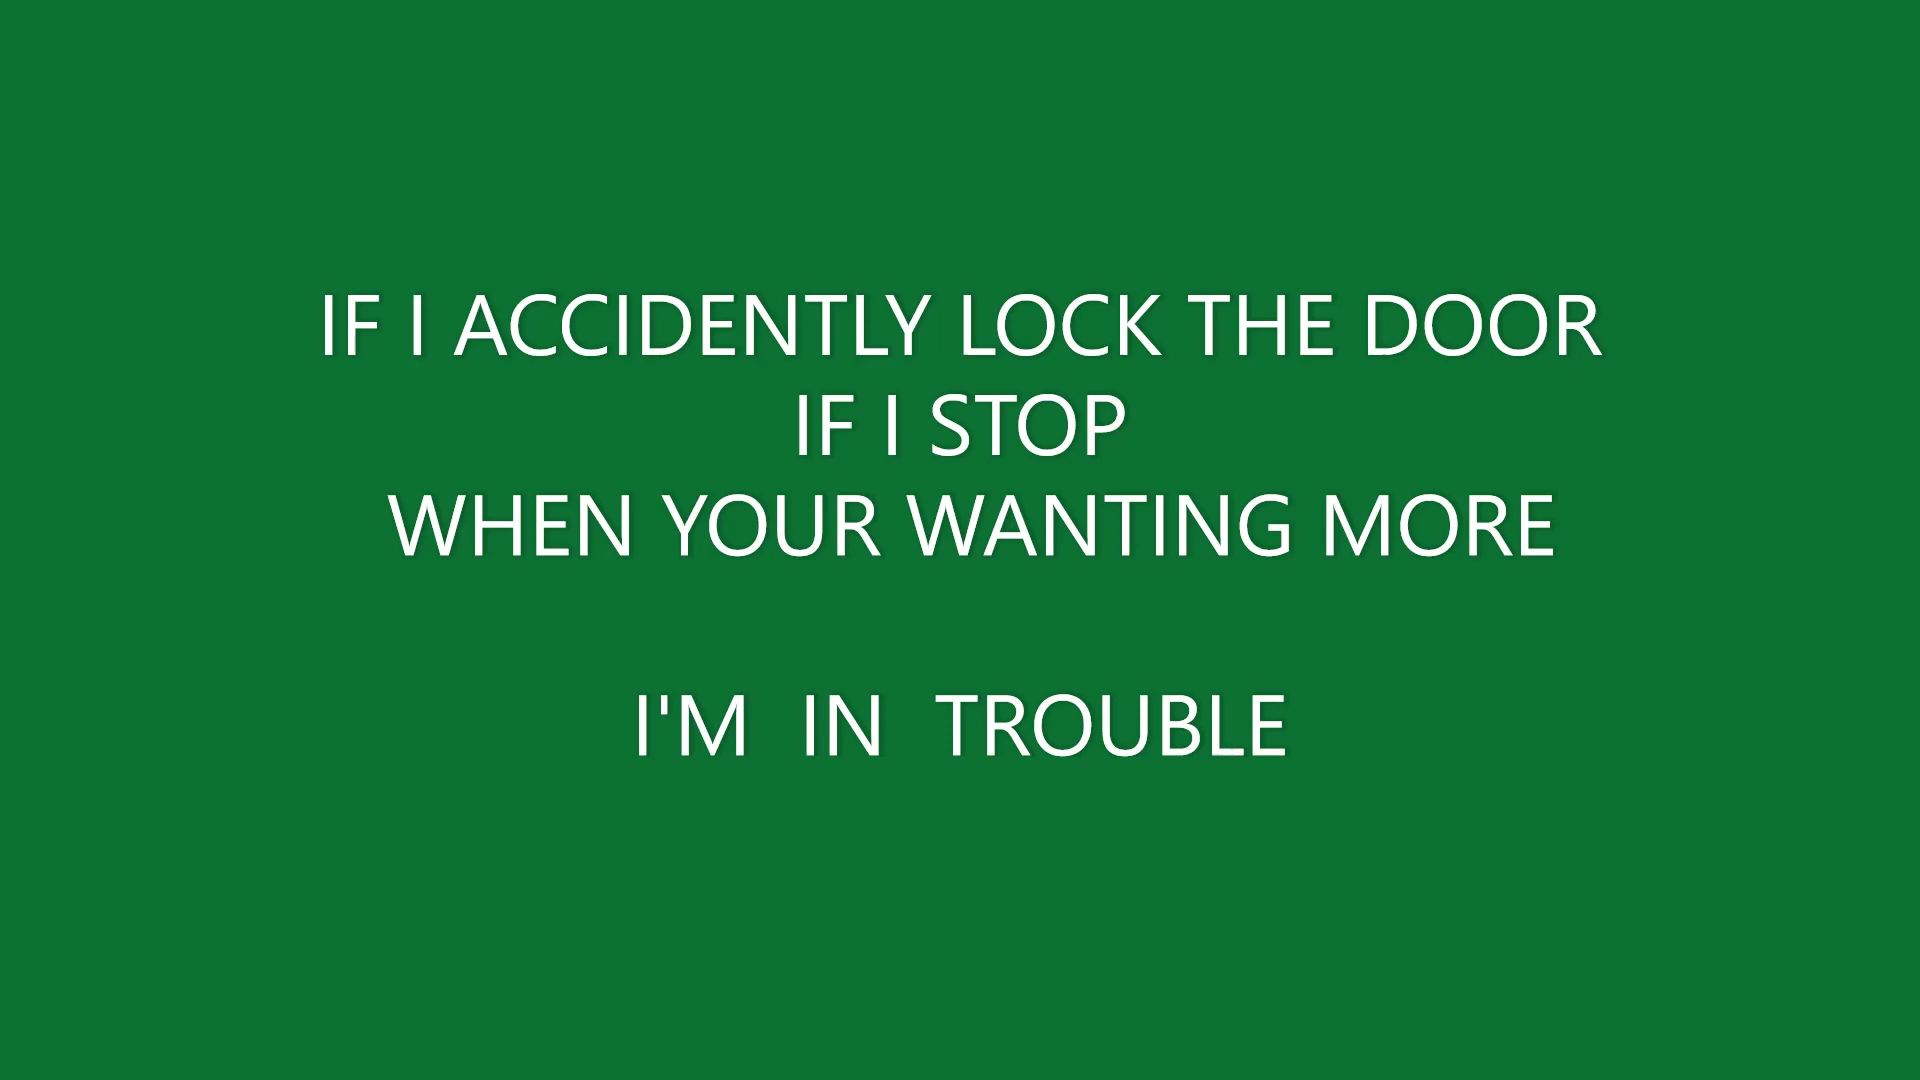 IF I ACCIDENTLY LOCK THE DOOR
IF I STOP
WHEN YOUR WANTING MORE
I'M IN TROUBLE